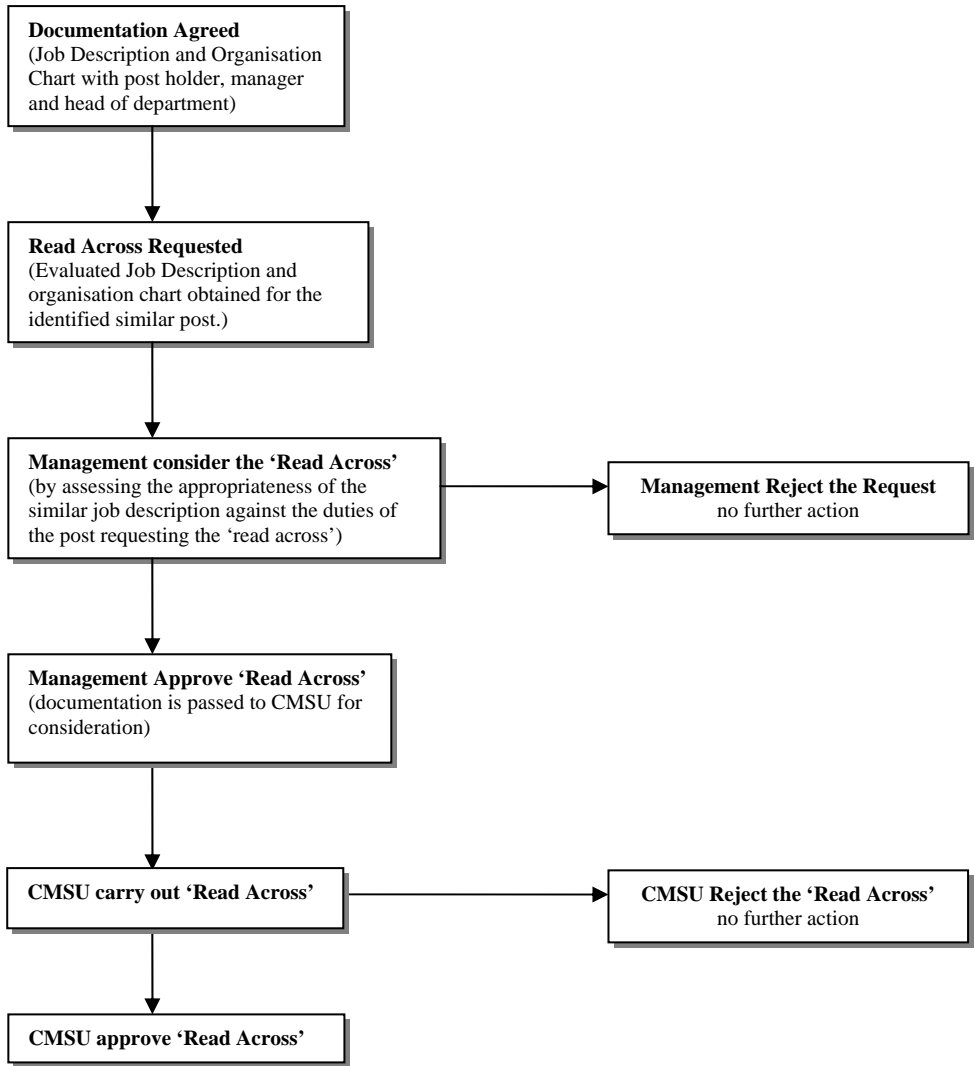 Documentation Agreed
(Job Description and Organisation
Chart with post holder, manager
and head of department)
Read Across Requested
(Evaluated Job Description and
organisation chart obtained for the
identified similar post.)
Management consider the ‘Read Across’
(by assessing the appropriateness of the
similar job description against the duties of
the post requesting the ‘read across’)
Management Reject the Request
no further action
Management Approve ‘Read Across’
(documentation is passed to CMSU for
consideration)
CMSU carry out ‘Read Across’
CMSU Reject the ‘Read Across’
no further action
CMSU approve ‘Read Across’